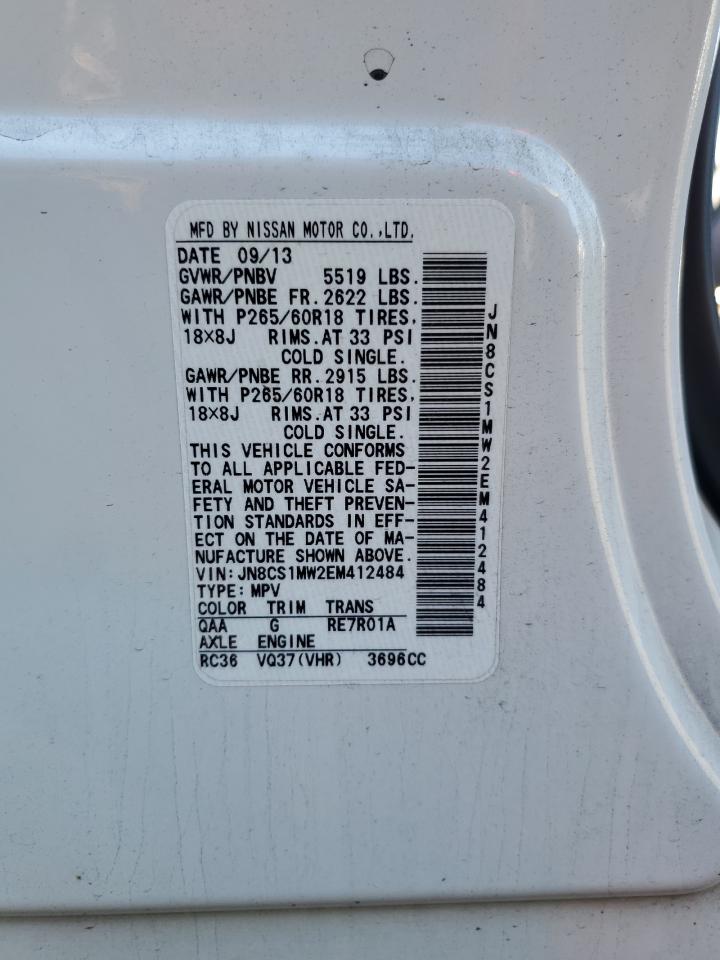 MFD BY NISSAN MOTOR CO.,LTD.
DATE 09/13
GVWR/PNBV 5519 LBS.
GAWR/PNBE FR. 2622 LBS.
WITH P265/60R18 TIRES,
18×8J RIMS.AT 33 PSI
COLD SINGLE.
GAWR/PNBE RR. 2915 LBS.
WITH P265/60R18 TIRES,
18×8J RIMS.AT 33 PSI
COLD SINGLE.
THIS VEHICLE CONFORMS
TO ALL APPLICABLE FED-
ERAL MOTOR VEHICLE SA-
FETY AND THEFT PREVEN-
TION STANDARDS IN EFF-
ECT ON THE DATE OF MA-
NUFACTURE SHOWN ABOVE.
VIN:JN8CS1MW2EM412484
TYPE:MPV
COLOR TRIM TRANS
QAA G RE7R01A
AXLE ENGINE
RC36 VQ37(VHR) 3696CC
JN8CS1MW2EM412484